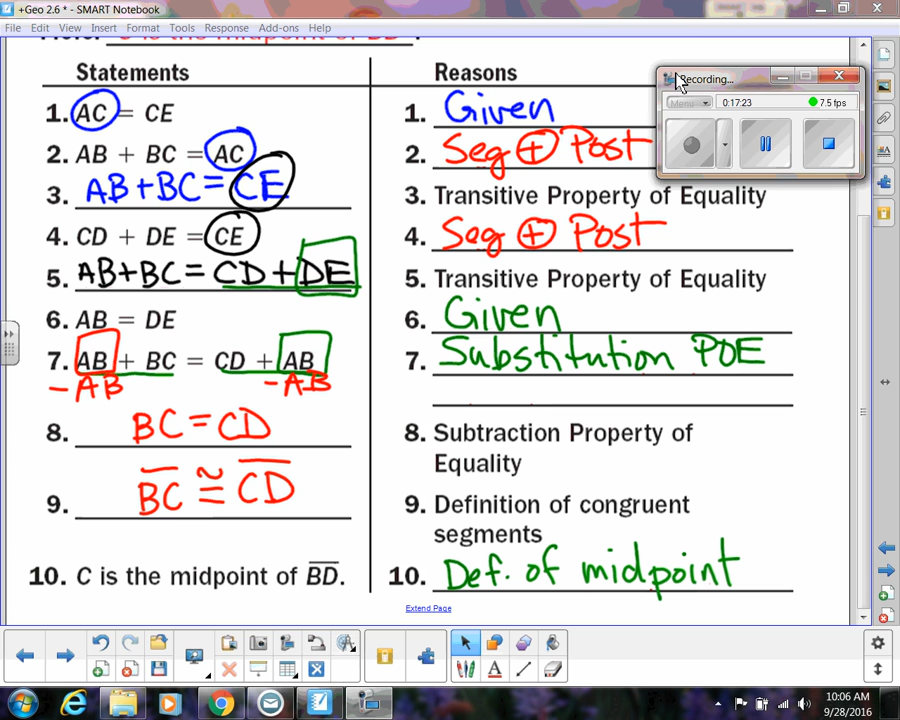 +Geo 2.6 * - SMART Notebook
File Edit View Insert Format Tools Response Add-ons Help
Statements
Reasons
Recording...
Menu
0:17:23
7.5 fps
1. AC = CE
1. Given
2. AB + BC = AC
2. Seg ⊕ Post
3. AB+BC = CE
3. Transitive Property of Equality
4. CD + DE = CE
4. Seg ⊕ Post
5. AB+BC = CD+DE
5. Transitive Property of Equality
6. AB = DE
6. Given
7. AB + BC = CD + AB
7. Substitution POE
-AB -AB
8. BC = CD
8. Subtraction Property of
Equality
9. B̅C̅ ≅ C̅D̅
9. Definition of congruent
segments
10. C is the midpoint of B̅D̅.
10. Def. of midpoint
Extend Page
10:06 AM
9/28/2016